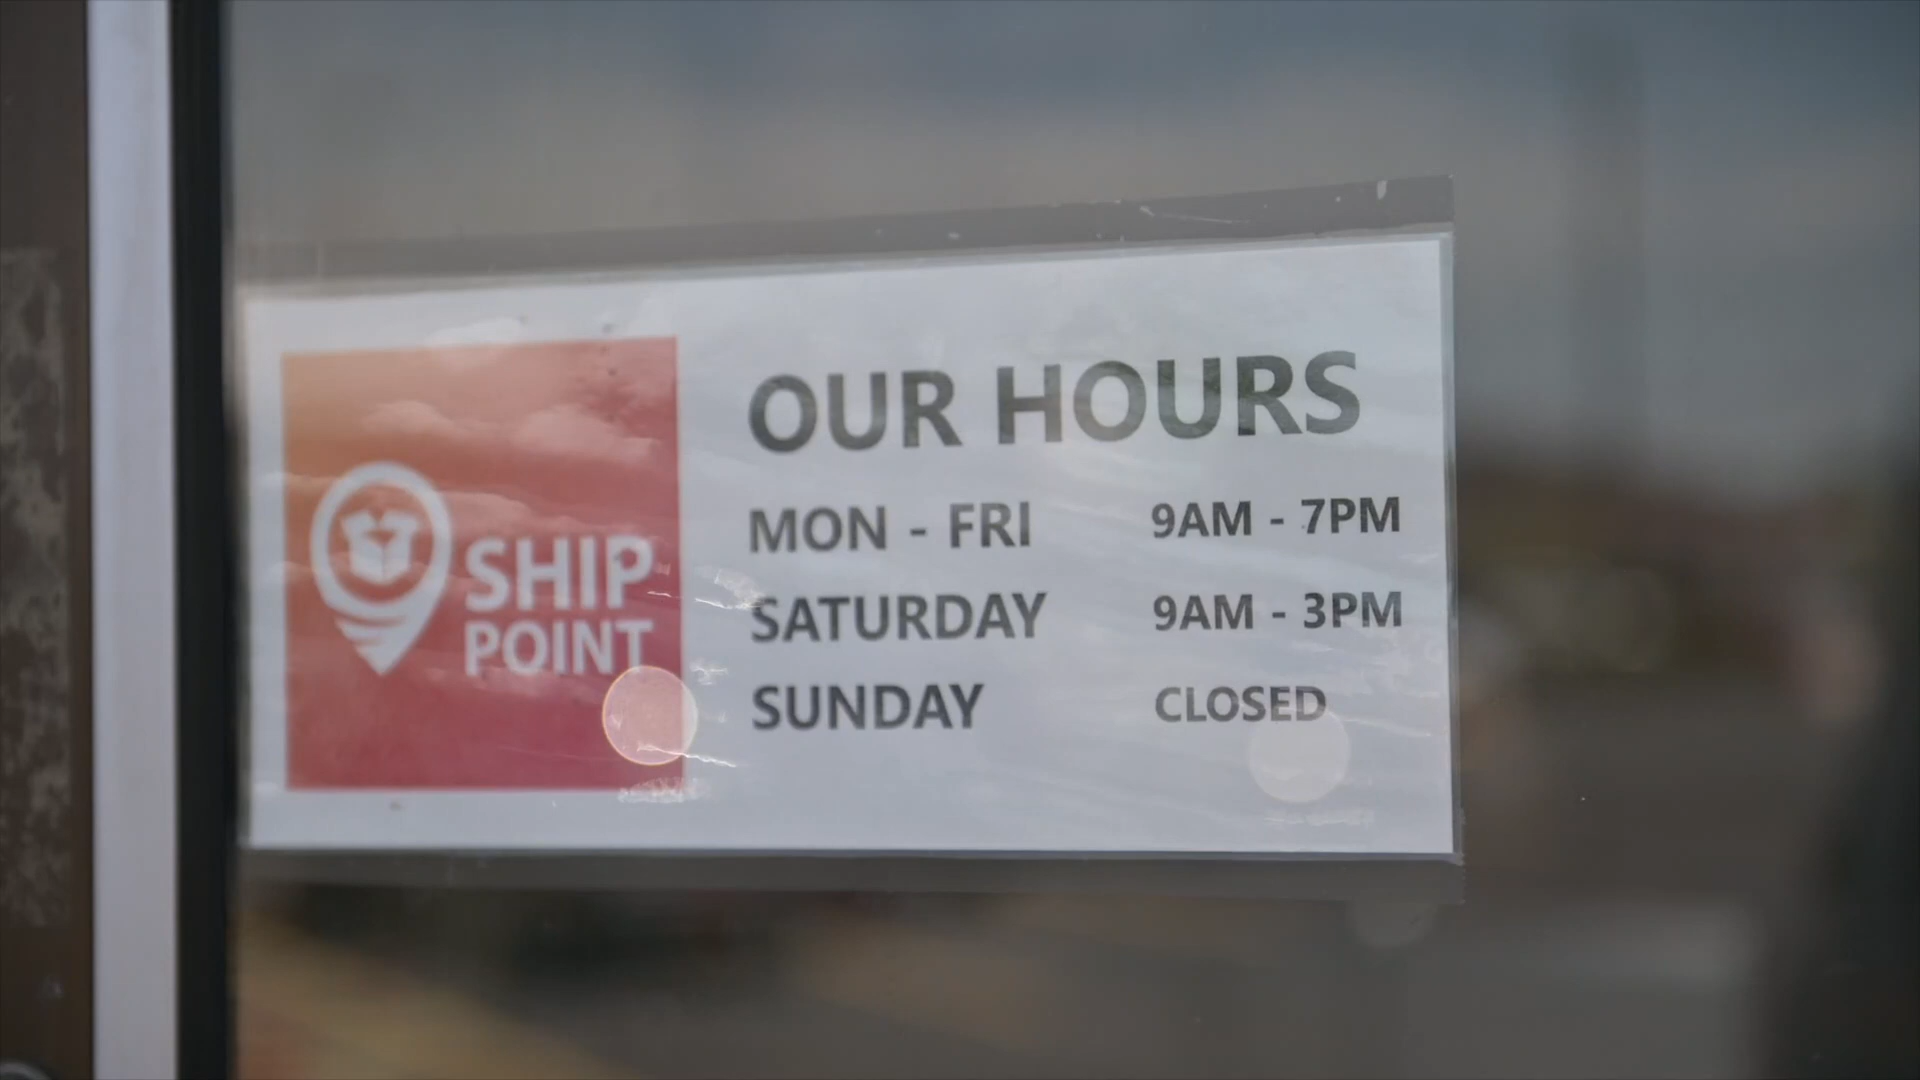 SHIP
POINT
OUR HOURS
MON - FRI 9AM - 7PM
SATURDAY 9AM - 3PM
SUNDAY CLOSED